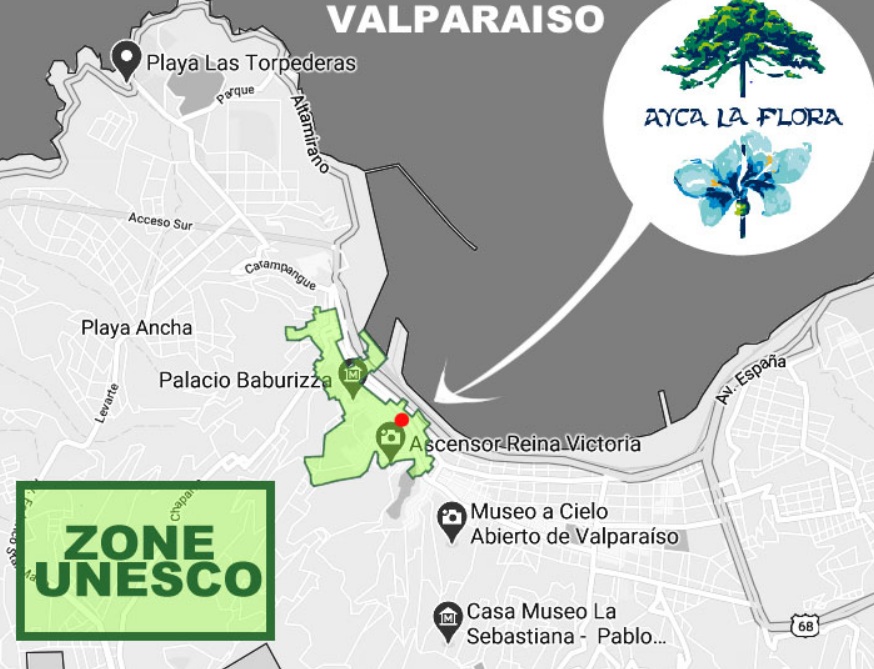 VALPARAISO
Playa Las Torpederas
Parque
Altamirano
AYCA LA FLORA
Acceso Sur
Carampangue
Playa Ancha
Av. España
Palacio Baburizza
Levarte
Ascensor Reina Victoria
ZONE
UNESCO
Museo a Cielo
Abierto de Valparaíso
Casa Museo La
Sebastiana - Pablo...
68